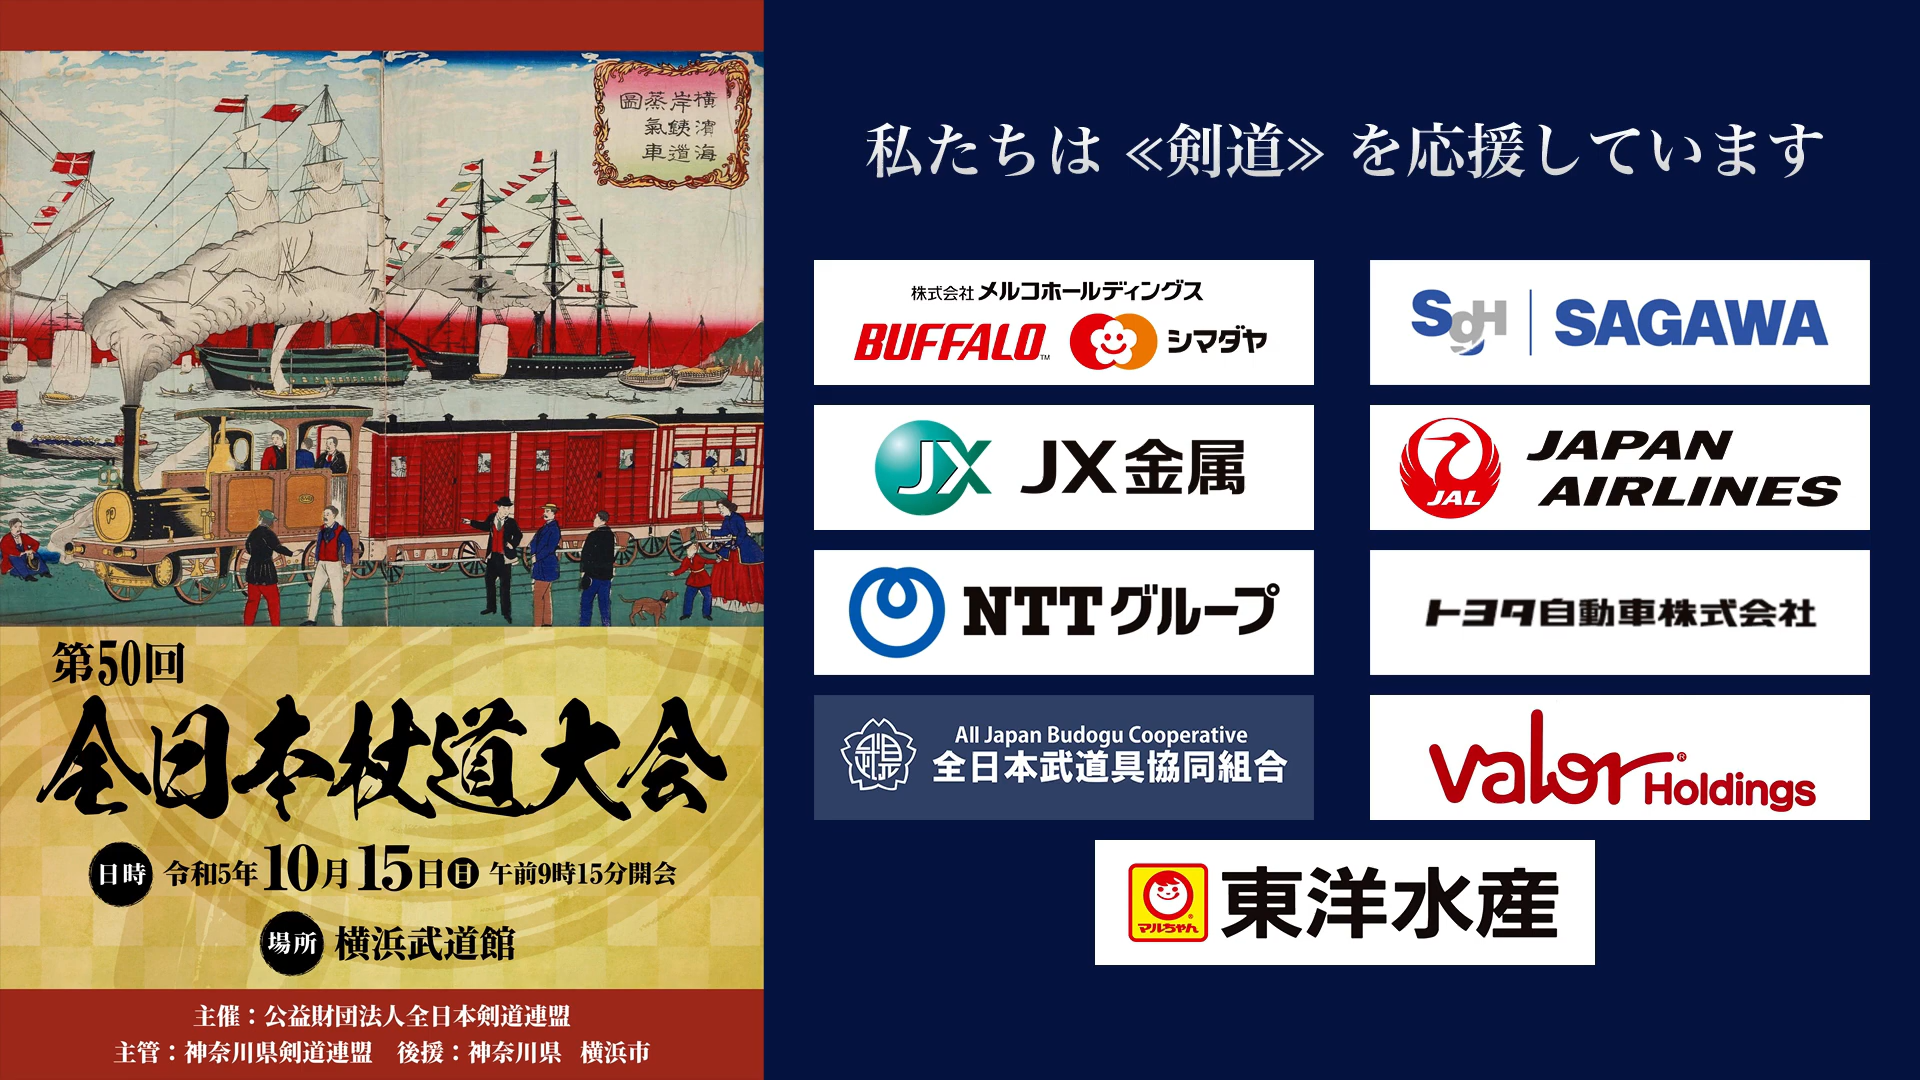 横濱海
岸銕道
蒸氣車
圖
第50回
全日本杖道大会
日時 令和5年10月15日日 午前9時15分開会
場所 横浜武道館
主催：公益財団法人全日本剣道連盟
主管：神奈川県剣道連盟 後援：神奈川県 横浜市
私たちは ≪剣道≫ を応援しています
株式会社メルコホールディングス
BUFFALO™ シマダヤ
SgH SAGAWA
JX JX金属
JAL JAPAN
AIRLINES
NTTグループ
トヨタ自動車株式会社
All Japan Budogu Cooperative
全日本武道具協同組合
valor® Holdings
マルちゃん® 東洋水産